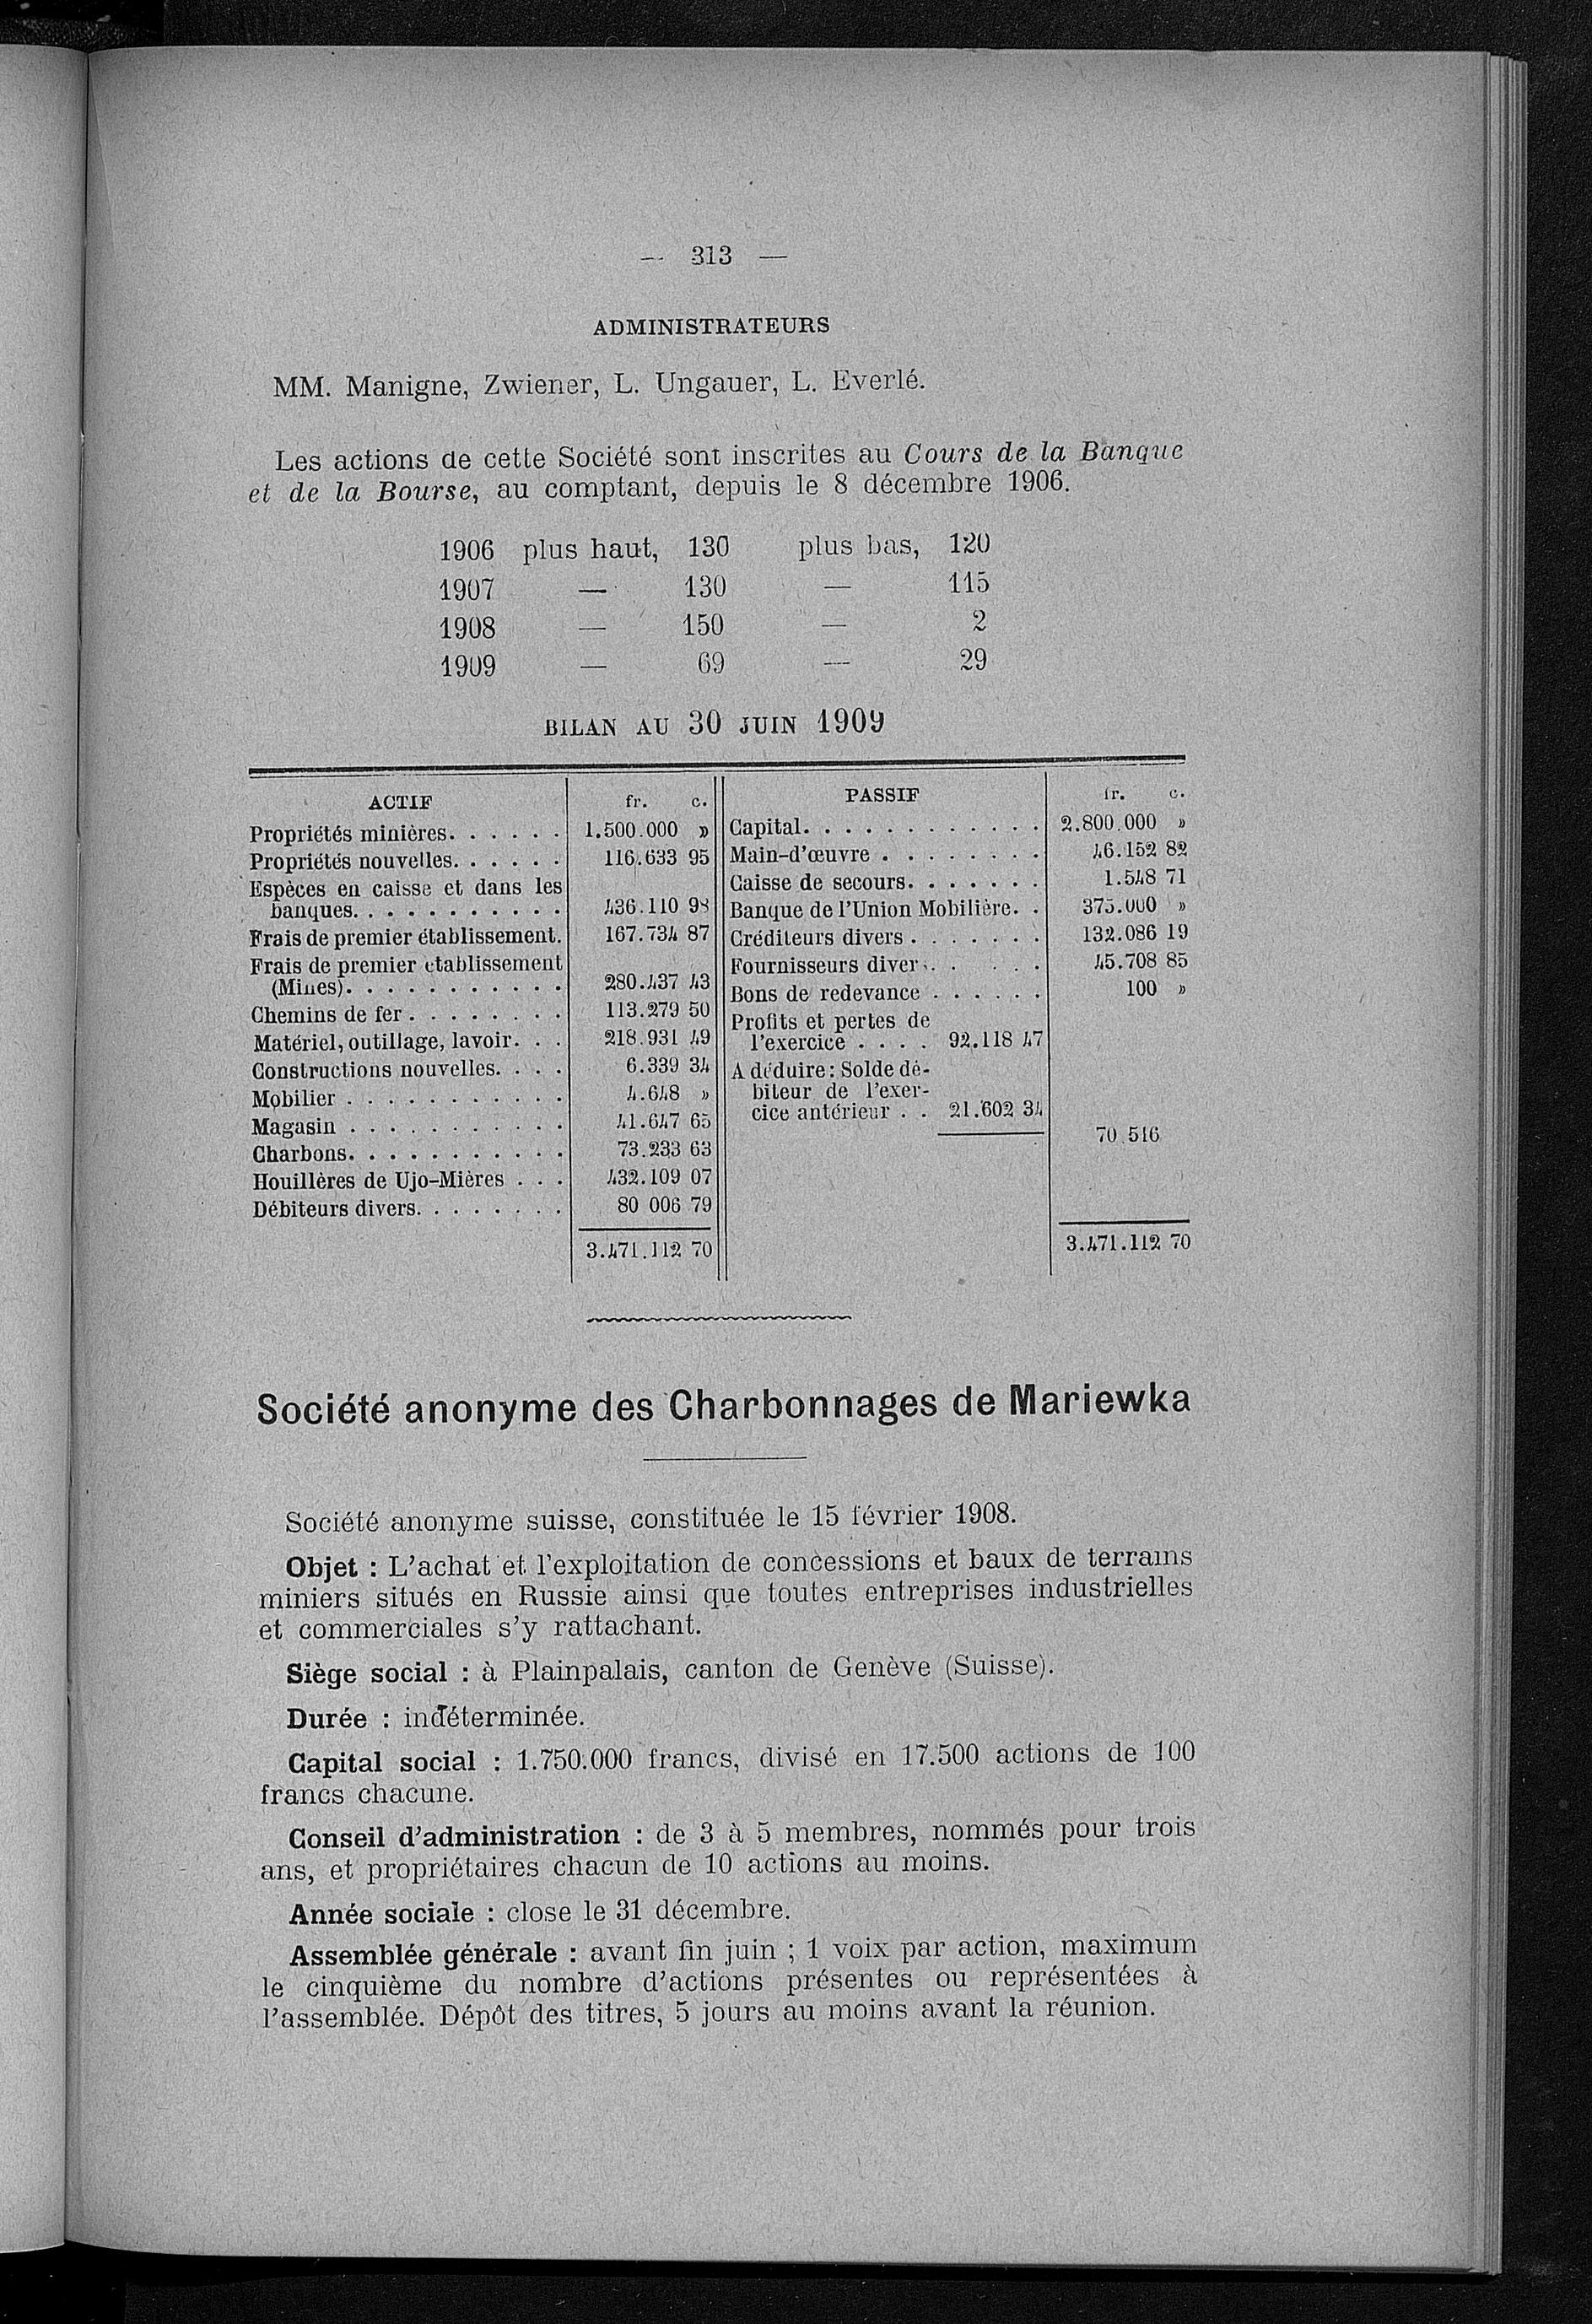 — 313 —
ADMINISTRATEURS
MM. Manigne, Zwiener, L. Ungauer, L. Everlé.
Les actions de cette Société sont inscrites au Cours de la Banque
et de la Bourse, au comptant, depuis le 8 décembre 1906.
1906 plus haut, 130 plus bas, 120
1907 — 130 — 115
1908 — 150 — 2
1909 — 69 — 29
BILAN AU 30 JUIN 1909
ACTIF fr. c.
Propriétés minières. . . . . . 1.500.000 »
Propriétés nouvelles. . . . . . 116.633 95
Espèces en caisse et dans les
banques. . . . . . . . . . . 436.110 98
Frais de premier établissement. 167.734 87
Frais de premier etablissement
(Mines). . . . . . . . . . . 280.437 43
Chemins de fer . . . . . . . . 113.279 50
Matériel, outillage, lavoir. . . 218.931 49
Constructions nouvelles. . . . 6.339 34
Mobilier . . . . . . . . . . . 4.648 »
Magasin . . . . . . . . . . . 41.647 65
Charbons. . . . . . . . . . . 73.233 63
Houillères de Ujo-Mières . . . 432.109 07
Débiteurs divers. . . . . . . . 80 006 79
3.471.112 70
PASSIF fr. c.
Capital. . . . . . . . . . . . 2.800.000 »
Main-d'œuvre . . . . . . . . 46.152 82
Caisse de secours. . . . . . . 1.548 71
Banque de l'Union Mobilière. . 375.000 »
Créditeurs divers . . . . . . . 132.086 19
Fournisseurs divers. . . . . . 45.708 85
Bons de redevance . . . . . . 100 »
Profits et pertes de
l'exercice . . . . 92.118 47
A déduire : Solde dé-
biteur de l'exer-
cice antérieur . . 21.602 34
70 516
3.471.112 70
Société anonyme des Charbonnages de Mariewka
Société anonyme suisse, constituée le 15 février 1908.
Objet : L'achat et l'exploitation de concessions et baux de terrains
miniers situés en Russie ainsi que toutes entreprises industrielles
et commerciales s'y rattachant.
Siège social : à Plainpalais, canton de Genève (Suisse).
Durée : indéterminée.
Capital social : 1.750.000 francs, divisé en 17.500 actions de 100
francs chacune.
Conseil d'administration : de 3 à 5 membres, nommés pour trois
ans, et propriétaires chacun de 10 actions au moins.
Année sociale : close le 31 décembre.
Assemblée générale : avant fin juin ; 1 voix par action, maximum
le cinquième du nombre d'actions présentes ou représentées à
l'assemblée. Dépôt des titres, 5 jours au moins avant la réunion.